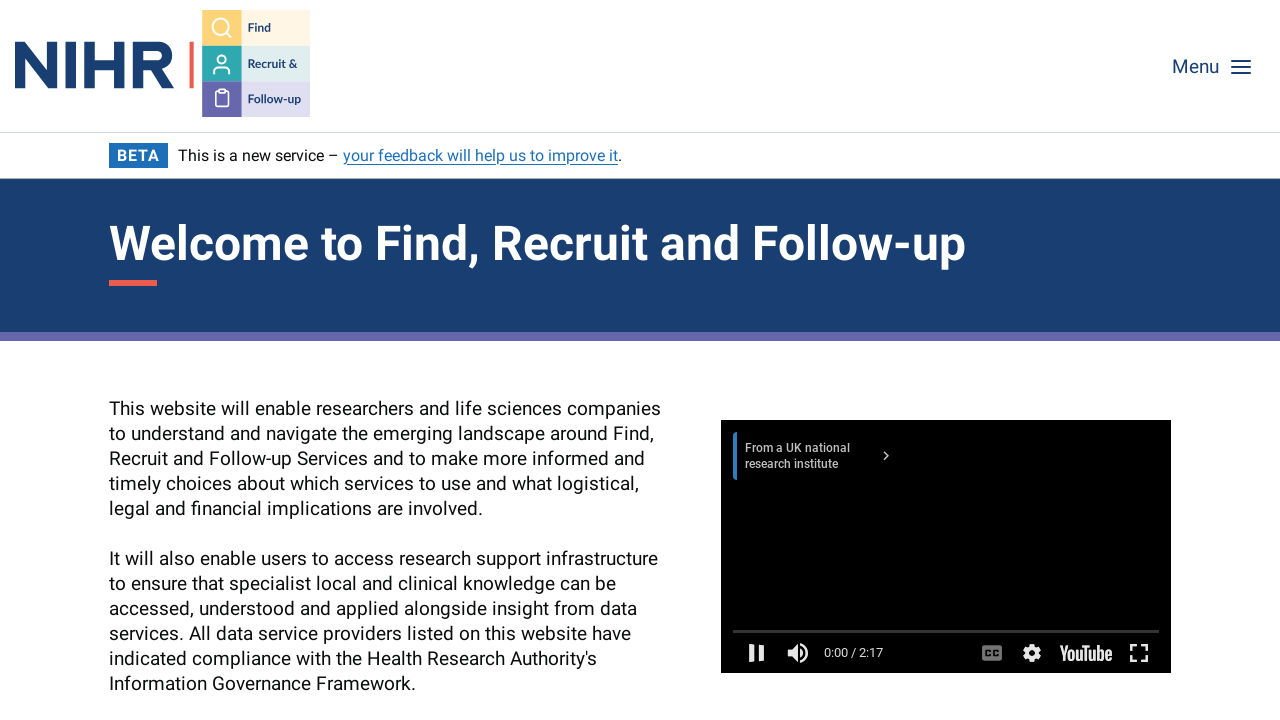 NIHR
Find
Recruit &
Follow-up
Menu
BETA This is a new service – your feedback will help us to improve it.
Welcome to Find, Recruit and Follow-up
This website will enable researchers and life sciences companies
to understand and navigate the emerging landscape around Find,
Recruit and Follow-up Services and to make more informed and
timely choices about which services to use and what logistical,
legal and financial implications are involved.
It will also enable users to access research support infrastructure
to ensure that specialist local and clinical knowledge can be
accessed, understood and applied alongside insight from data
services. All data service providers listed on this website have
indicated compliance with the Health Research Authority's
Information Governance Framework.
From a UK national
research institute
0:00 / 2:17
CC
YouTube